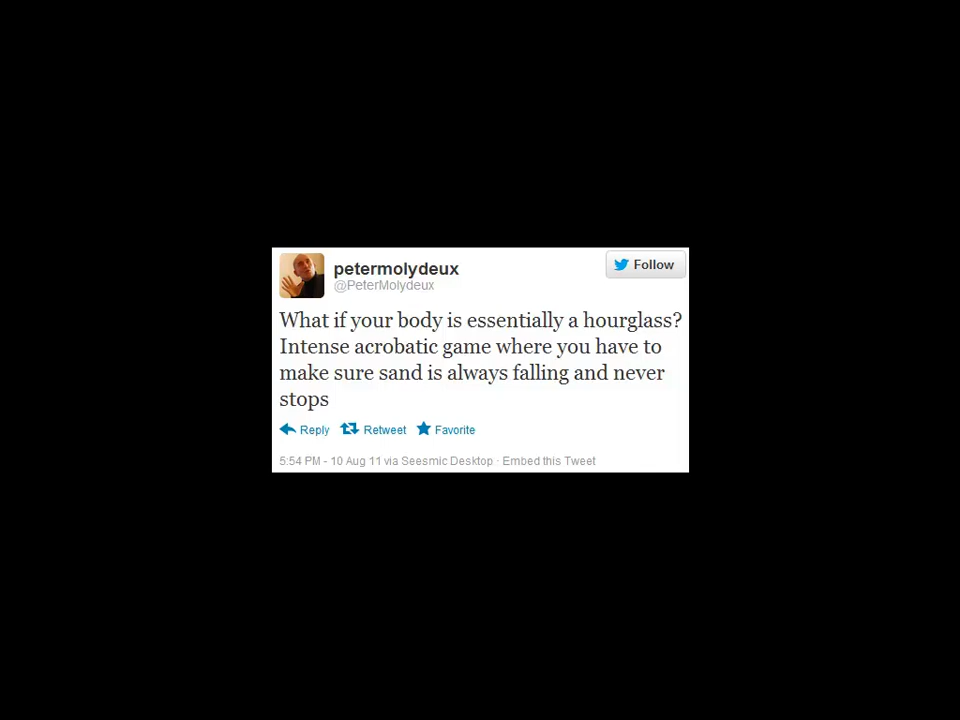 petermolydeux
Follow
@PeterMolydeux
What if your body is essentially a hourglass?
Intense acrobatic game where you have to
make sure sand is always falling and never
stops
Reply Retweet Favorite
5:54 PM - 10 Aug 11 via Seesmic Desktop · Embed this Tweet